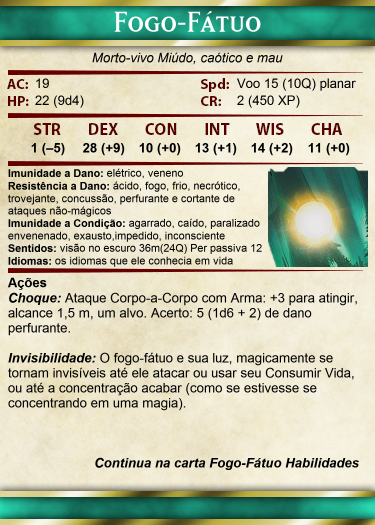 Fogo-Fátuo
Morto-vivo Miúdo, caótico e mau
AC: 19 Spd: Voo 15 (10Q) planar
HP: 22 (9d4) CR: 2 (450 XP)
STR DEX CON INT WIS CHA
1 (–5) 28 (+9) 10 (+0) 13 (+1) 14 (+2) 11 (+0)
Imunidade a Dano: elétrico, veneno
Resistência a Dano: ácido, fogo, frio, necrótico,
trovejante, concussão, perfurante e cortante de
ataques não-mágicos
Imunidade a Condição: agarrado, caído, paralizado
envenenado, exausto,impedido, inconsciente
Sentidos: visão no escuro 36m(24Q) Per passiva 12
Idiomas: os idiomas que ele conhecia em vida
Ações
Choque: Ataque Corpo-a-Corpo com Arma: +3 para atingir,
alcance 1,5 m, um alvo. Acerto: 5 (1d6 + 2) de dano
perfurante.
Invisibilidade: O fogo-fátuo e sua luz, magicamente se
tornam invisíveis até ele atacar ou usar seu Consumir Vida,
ou até a concentração acabar (como se estivesse se
concentrando em uma magia).
Continua na carta Fogo-Fátuo Habilidades